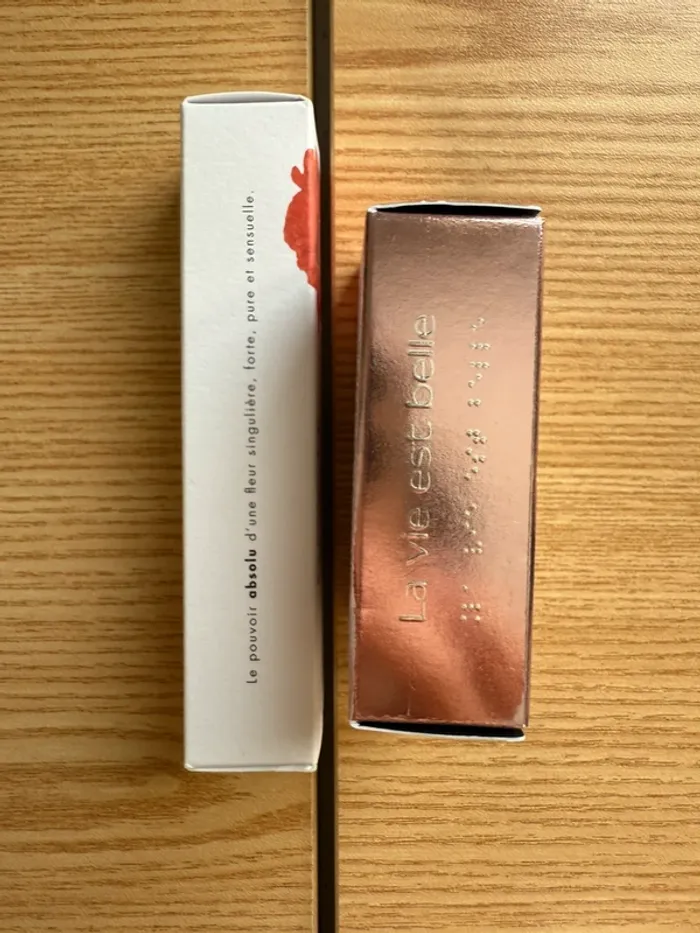 Le pouvoir absolu d'une fleur singulière, forte, pure et sensuelle.
La vie est belle